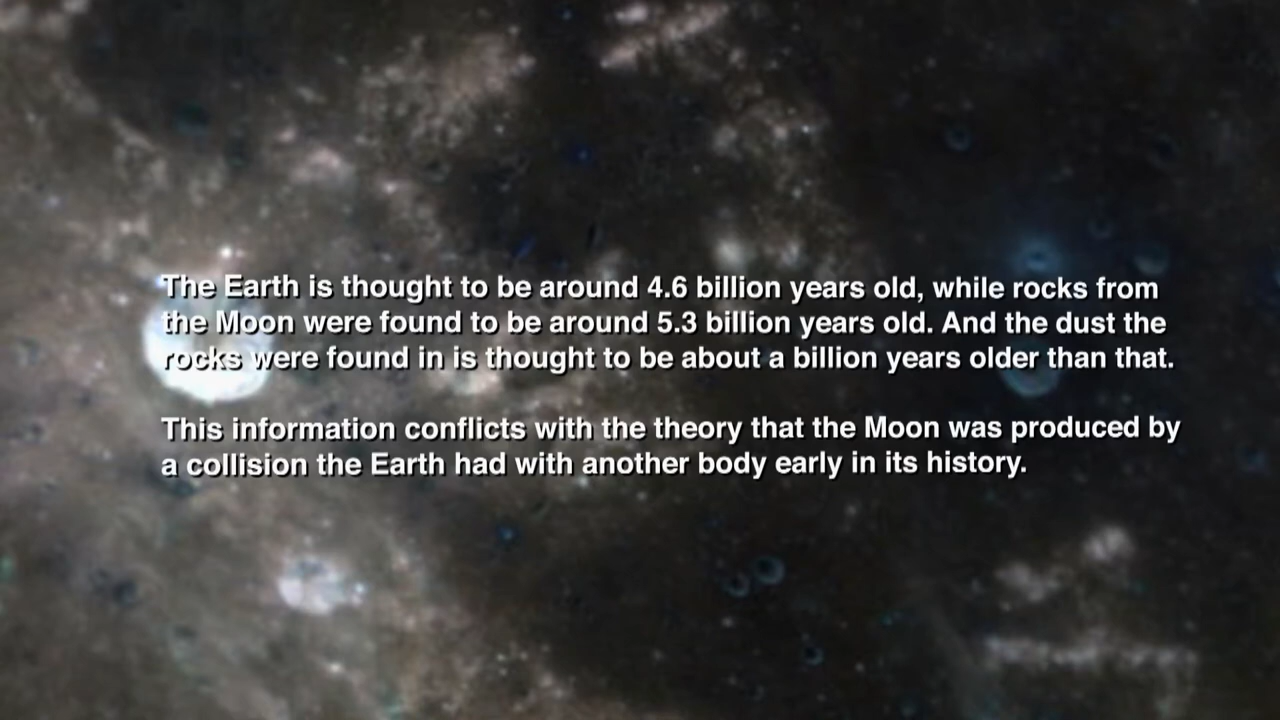 The Earth is thought to be around 4.6 billion years old, while rocks from
the Moon were found to be around 5.3 billion years old. And the dust the
rocks were found in is thought to be about a billion years older than that.
This information conflicts with the theory that the Moon was produced by
a collision the Earth had with another body early in its history.